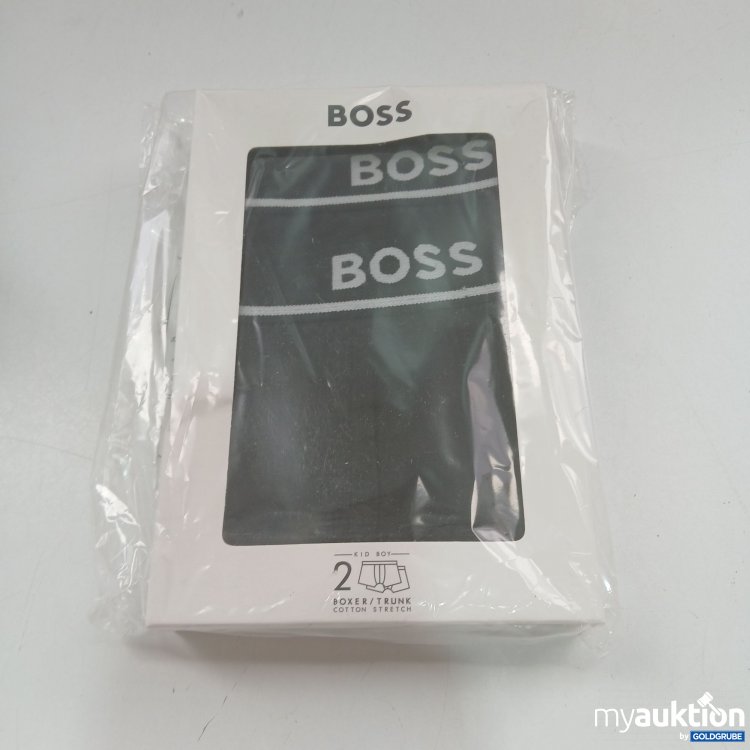 BOSS
BOSS
BOSS
KID BOY
2
BOXER/TRUNK
COTTON STRETCH
myauktion
by GOLDGRUBE